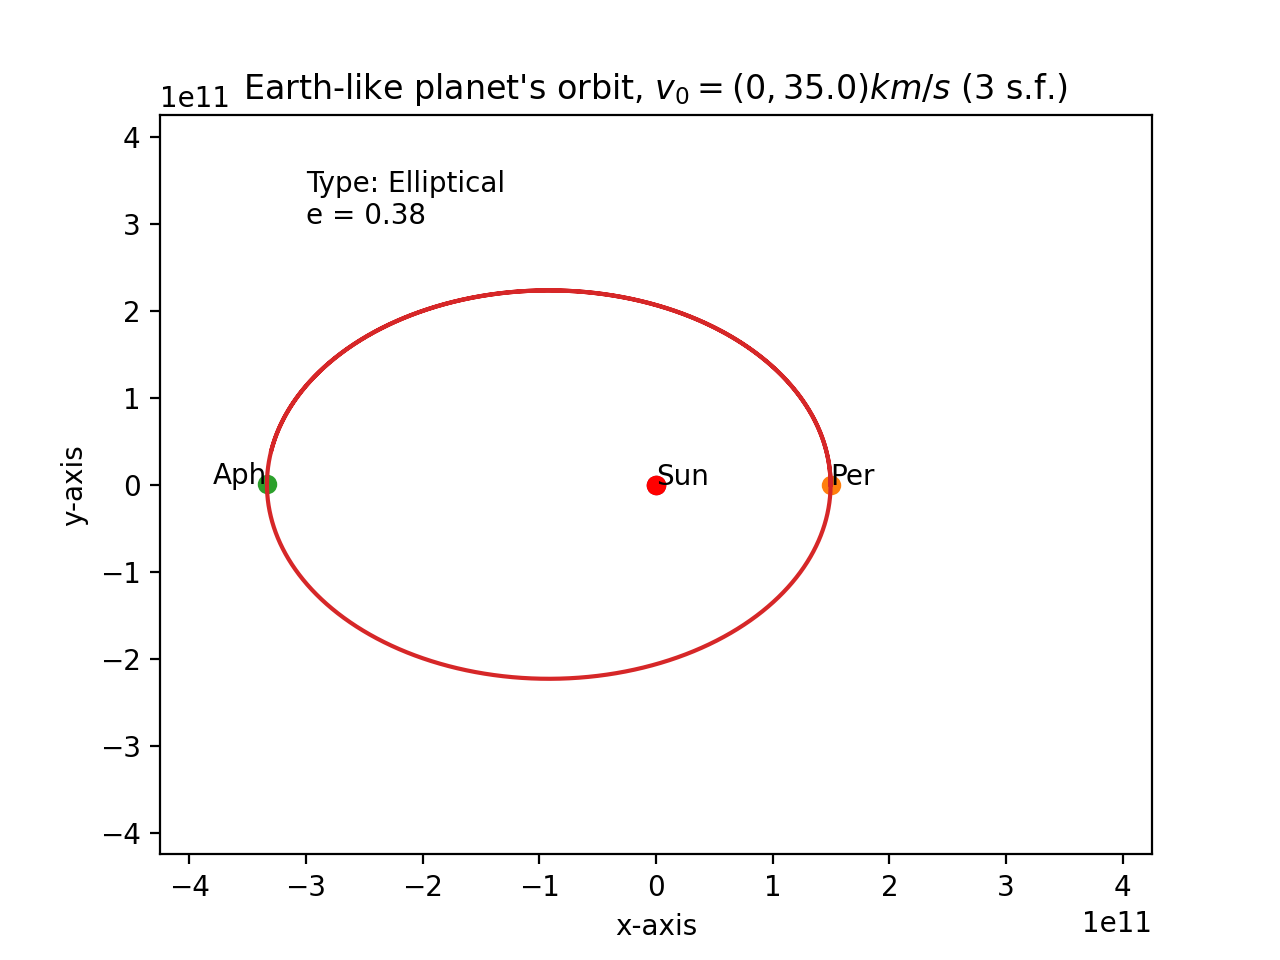 1e11 Earth-like planet's orbit, v₀ = (0, 35.0)km/s (3 s.f.)
4
Type: Elliptical
3
e = 0.38
2
1
Aph Sun Per
0
−1
−2
−3
−4
y-axis
−4 −3 −2 −1 0 1 2 3 4
x-axis 1e11